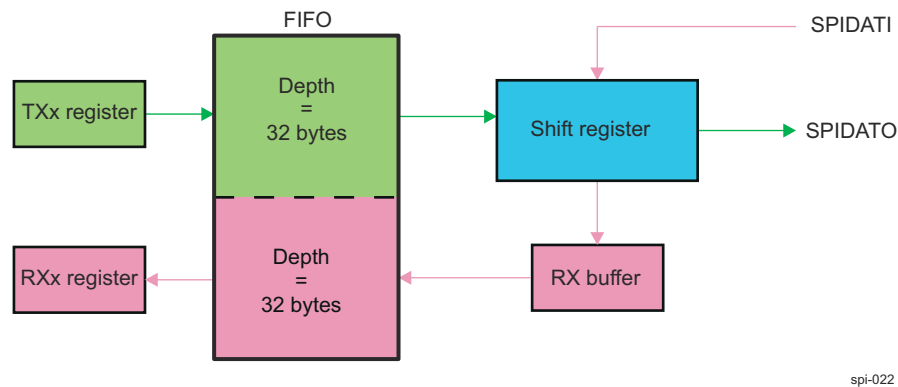 FIFO
SPIDATI
TXx register
Depth
=
32 bytes
Shift register
SPIDATO
RXx register
Depth
=
32 bytes
RX buffer
spi-022